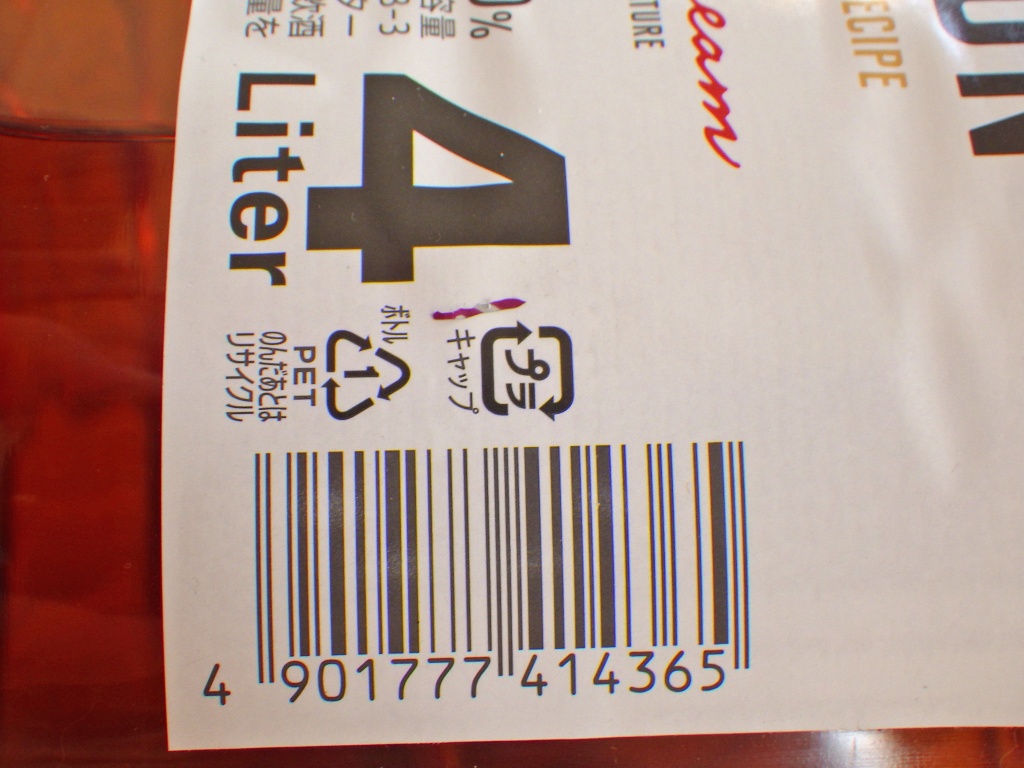 %
容量
8-3
ター
飲酒
量を
4
Liter
TURE
eam
ECIPE
ボトル
1
PET
のんだあとは
リサイクル
キャップ
プラ
4 901777 414365